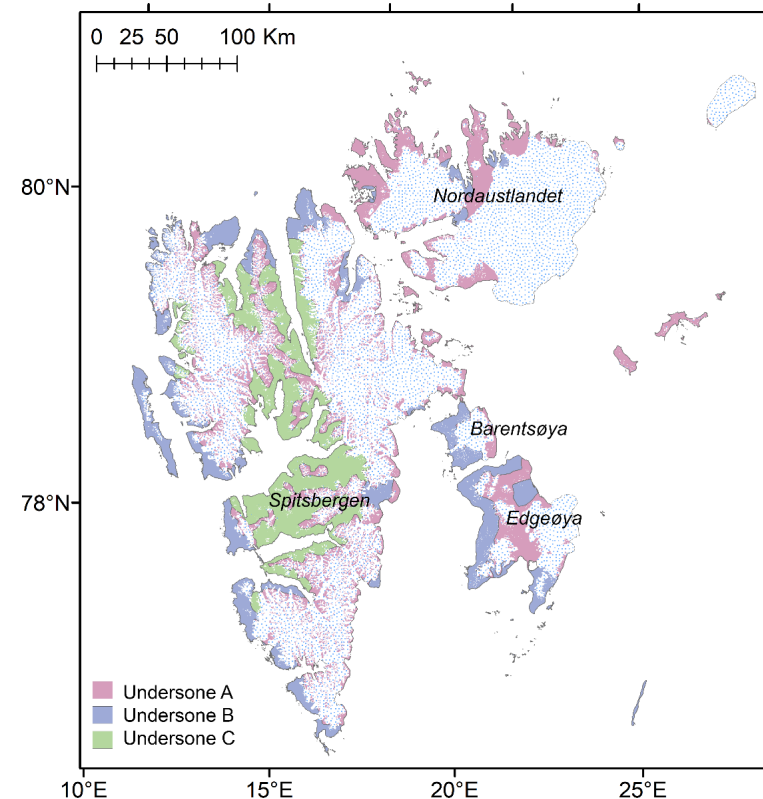 0 25 50 100 Km
80°N
Nordaustlandet
Barentsøya
78°N
Spitsbergen
Edgeøya
Undersone A
Undersone B
Undersone C
10°E 15°E 20°E 25°E